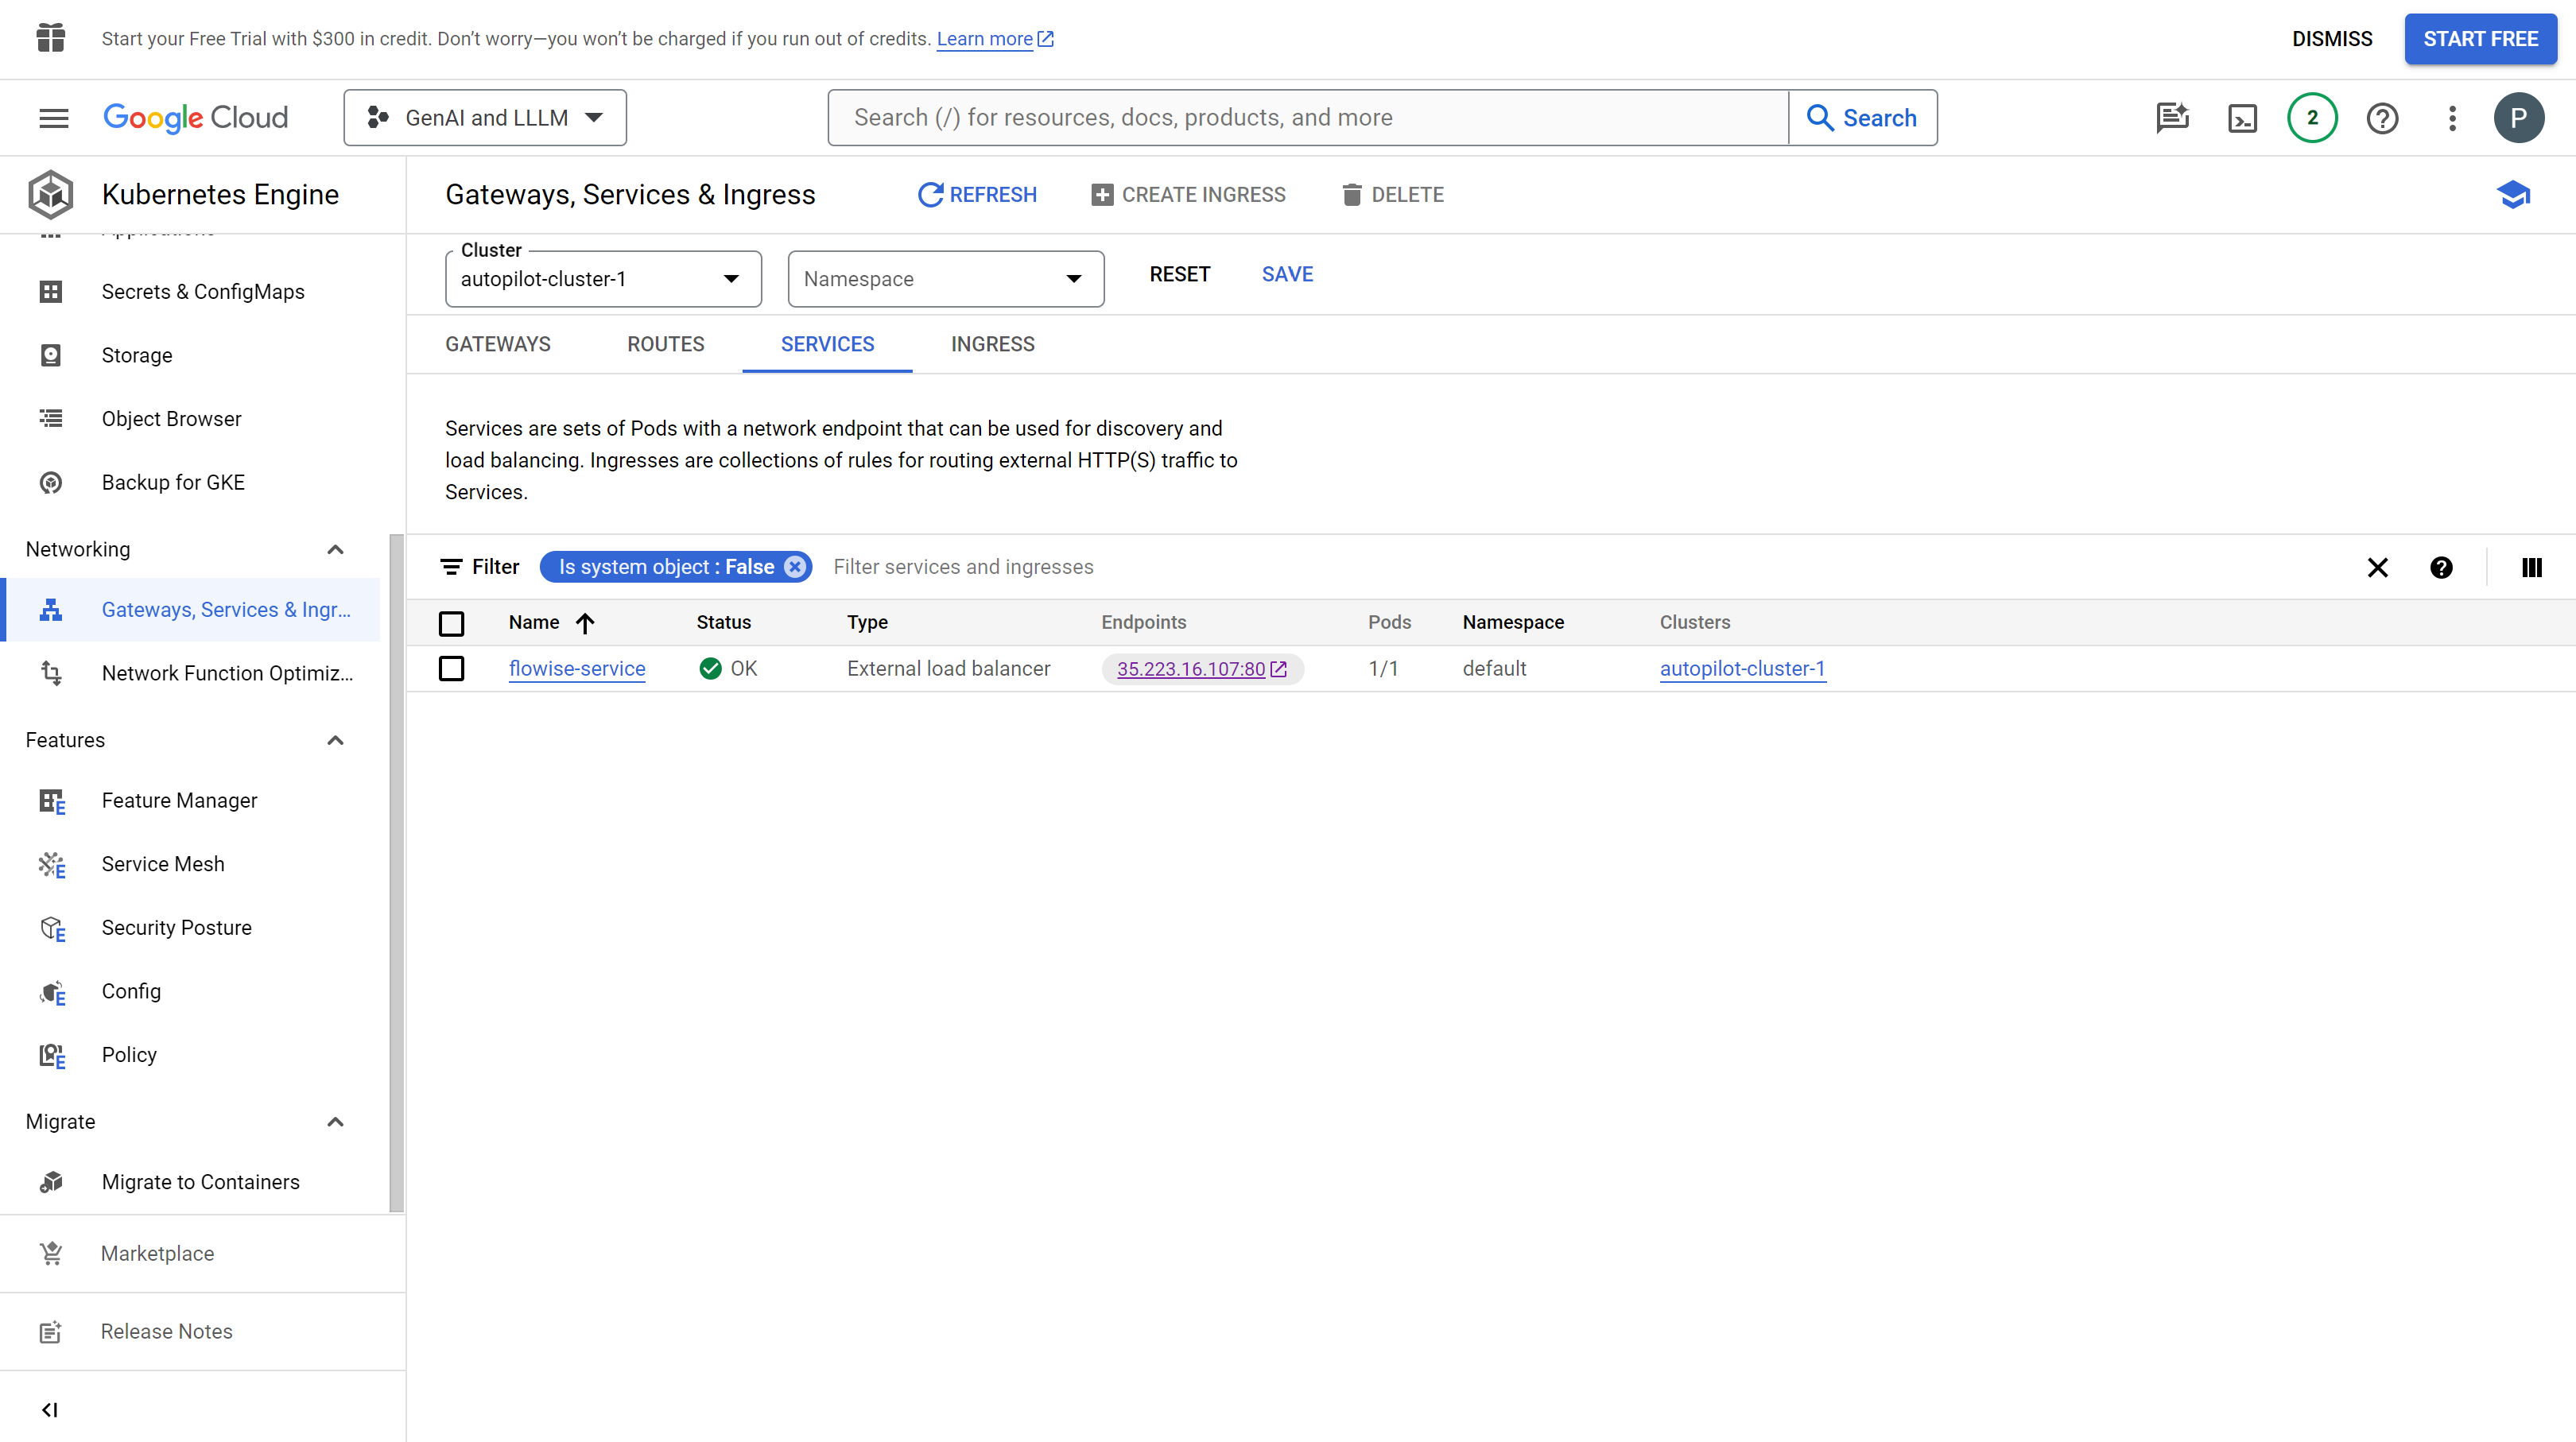 Start your Free Trial with $300 in credit. Don’t worry—you won’t be charged if you run out of credits. Learn more
DISMISS
START FREE
Google Cloud
GenAI and LLLM
Search (/) for resources, docs, products, and more
Search
2
P
Kubernetes Engine
Gateways, Services & Ingress
REFRESH
CREATE INGRESS
DELETE
Applications
Secrets & ConfigMaps
Storage
Object Browser
Backup for GKE
Networking
Gateways, Services & Ingr...
Network Function Optimiz...
Features
Feature Manager
Service Mesh
Security Posture
Config
Policy
Migrate
Migrate to Containers
Marketplace
Release Notes
Cluster
autopilot-cluster-1
Namespace
RESET
SAVE
GATEWAYS
ROUTES
SERVICES
INGRESS
Services are sets of Pods with a network endpoint that can be used for discovery and
load balancing. Ingresses are collections of rules for routing external HTTP(S) traffic to
Services.
Filter
Is system object : False
Filter services and ingresses
Name Status Type Endpoints Pods Namespace Clusters
flowise-service OK External load balancer 35.223.16.107:80 1/1 default autopilot-cluster-1